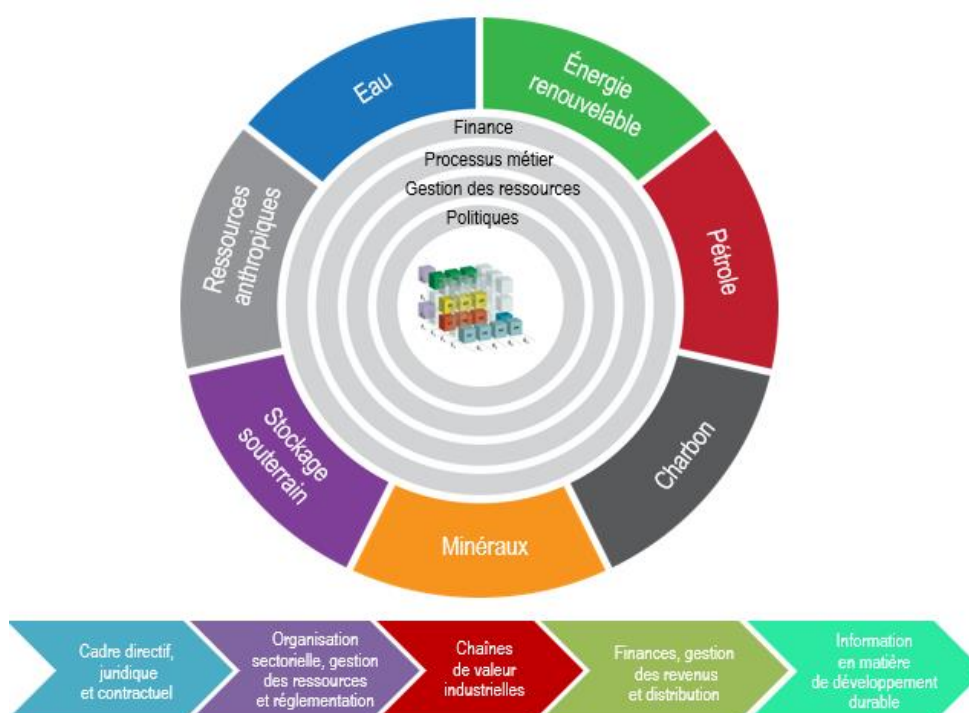 Eau
Énergie
renouvelable
Finance
Processus métier
Gestion des ressources
Politiques
Ressources
anthropiques
Pétrole
Stockage
souterrain
Charbon
Minéraux
Cadre directif,
juridique
et contractuel
Organisation
sectorielle, gestion
des ressources
et réglementation
Chaînes
de valeur
industrielles
Finances, gestion
des revenus
et distribution
Information
en matière
de développement
durable